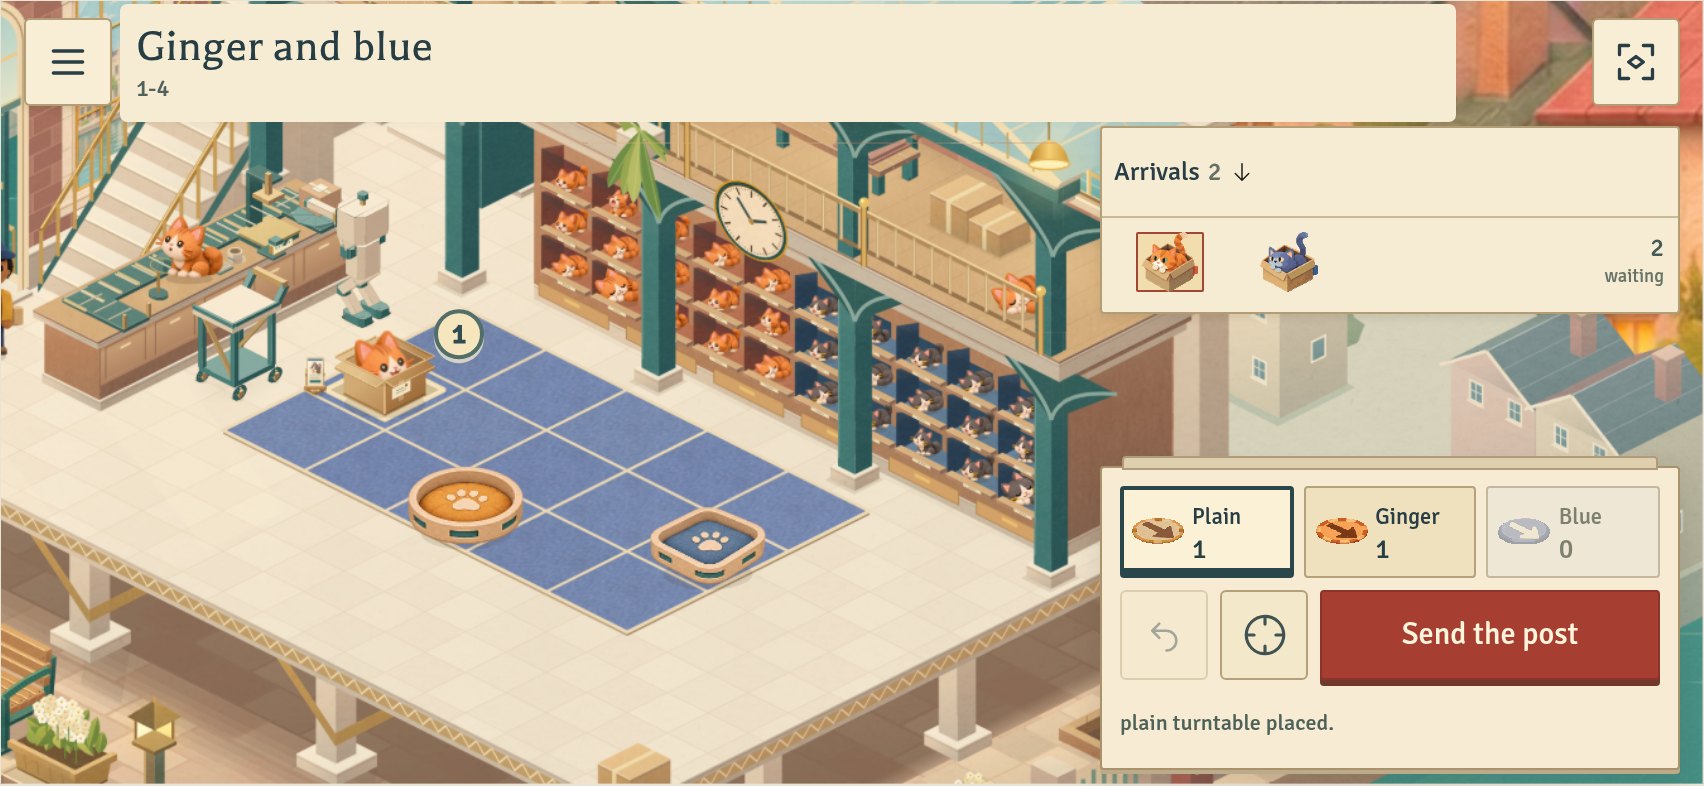 Ginger and blue
1-4
Arrivals 2 ↓
2
waiting
1
Plain
1
Ginger
1
Blue
0
Send the post
plain turntable placed.